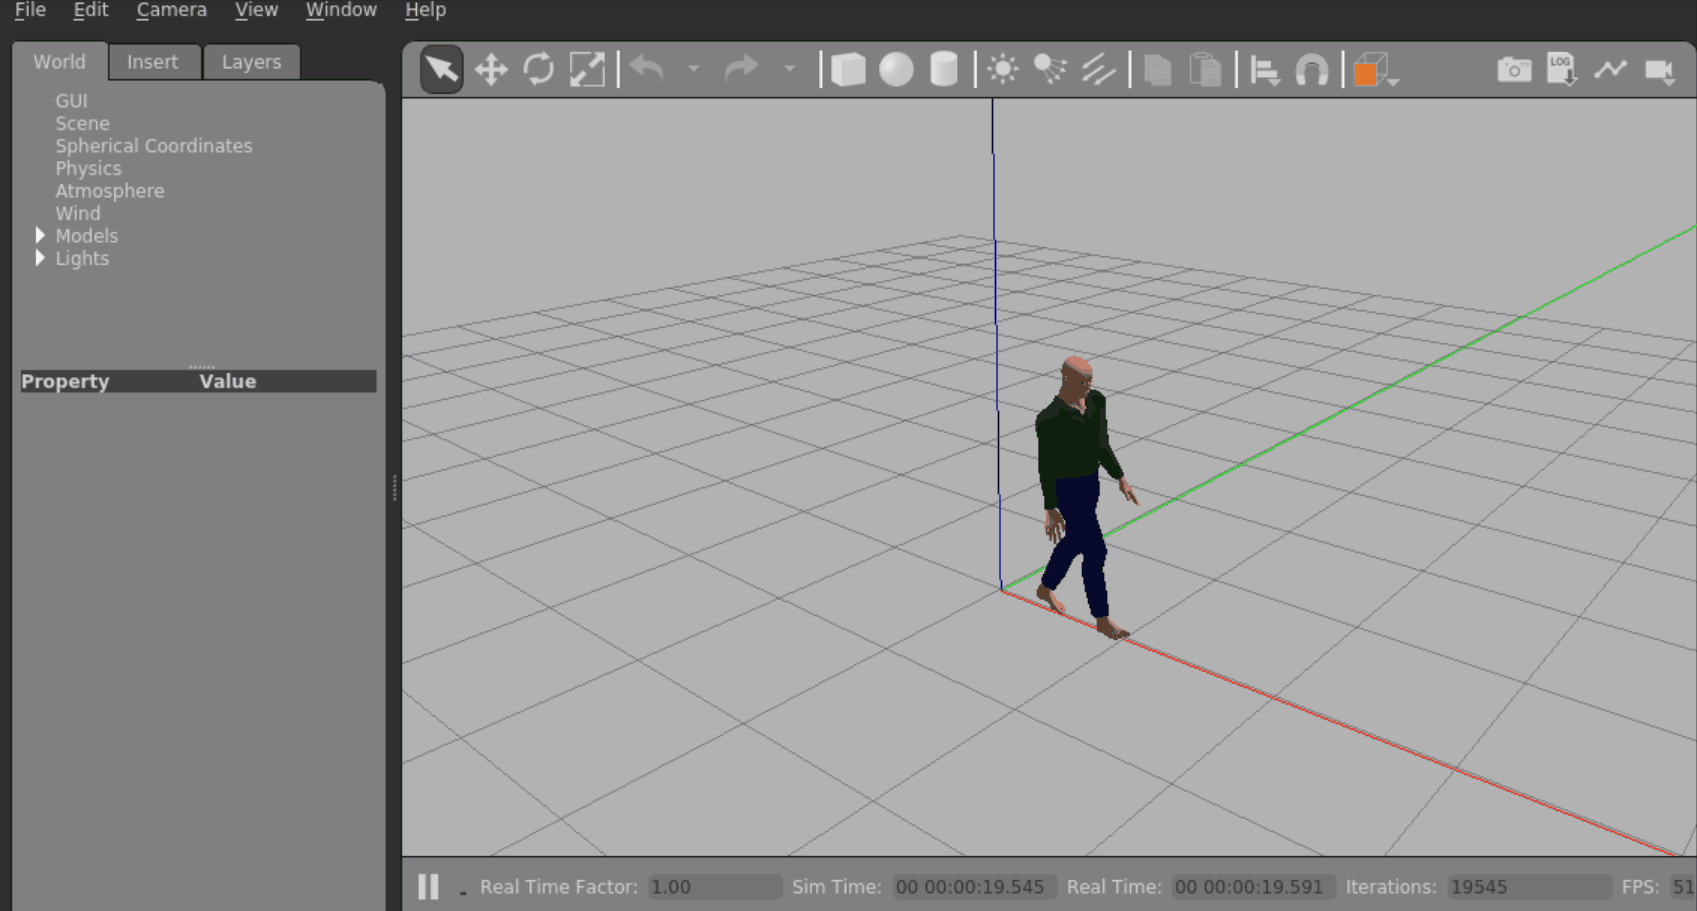 File Edit Camera View Window Help
World Insert Layers
LOG
GUI
Scene
Spherical Coordinates
Physics
Atmosphere
Wind
Models
Lights
Property Value
Real Time Factor: 1.00 Sim Time: 00 00:00:19.545 Real Time: 00 00:00:19.591 Iterations: 19545 FPS: 51